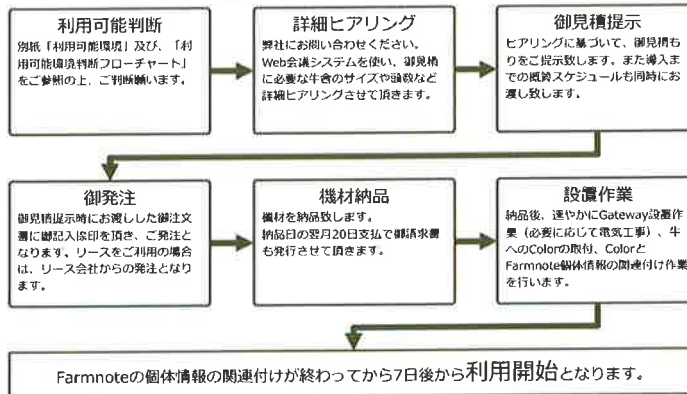 利用可能判断
別紙「利用可能環境」及び、「利
用可能環境判断フローチャート」
をご参照の上、ご判断願います。
詳細ヒアリング
弊社にお問い合わせください。
Web会議システムを使い、御見積
に必要な牛舎のサイズや頭数など
詳細ヒアリングさせて頂きます。
御見積提示
ヒアリングに基づいて、御見積も
りをご提示致します。また導入ま
での概算スケジュールも同時にお
渡し致します。
御発注
御見積提示時にお渡しした御注文
書に御記入捺印を頂き、ご発注と
なります。リースをご利用の場合
は、リース会社からの発注となり
ます。
機材納品
機材を納品致します。
納品日の翌月20日支払で御請求書
も発行させて頂きます。
設置作業
納品後、速やかにGateway設置作
業（必要に応じて電気工事）、牛
へのColorの取付、Colorと
Farmnote個体情報の関連付け作業
を行います。
Farmnoteの個体情報の関連付けが終わってから7日後から利用開始となります。